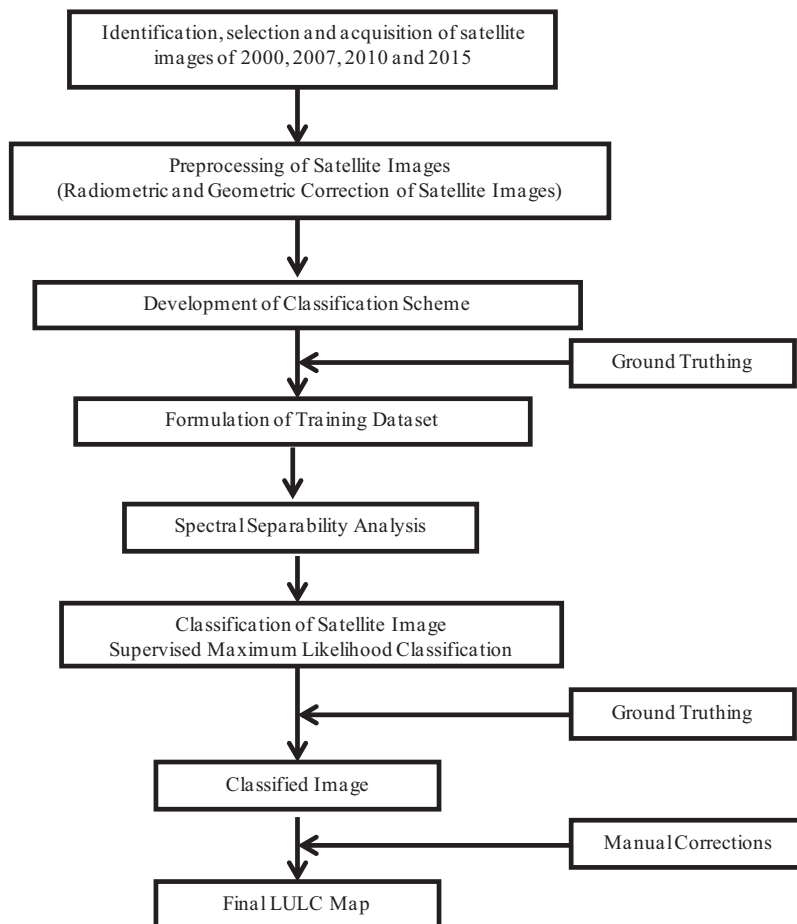 Identification, selection and acquisition of satellite
images of 2000, 2007, 2010 and 2015
Preprocessing of Satellite Images
(Radiometric and Geometric Correction of Satellite Images)
Development of Classification Scheme
Ground Truthing
Formulation of Training Dataset
Spectral Separability Analysis
Classification of Satellite Image
Supervised Maximum Likelihood Classification
Ground Truthing
Classified Image
Manual Corrections
Final LULC Map